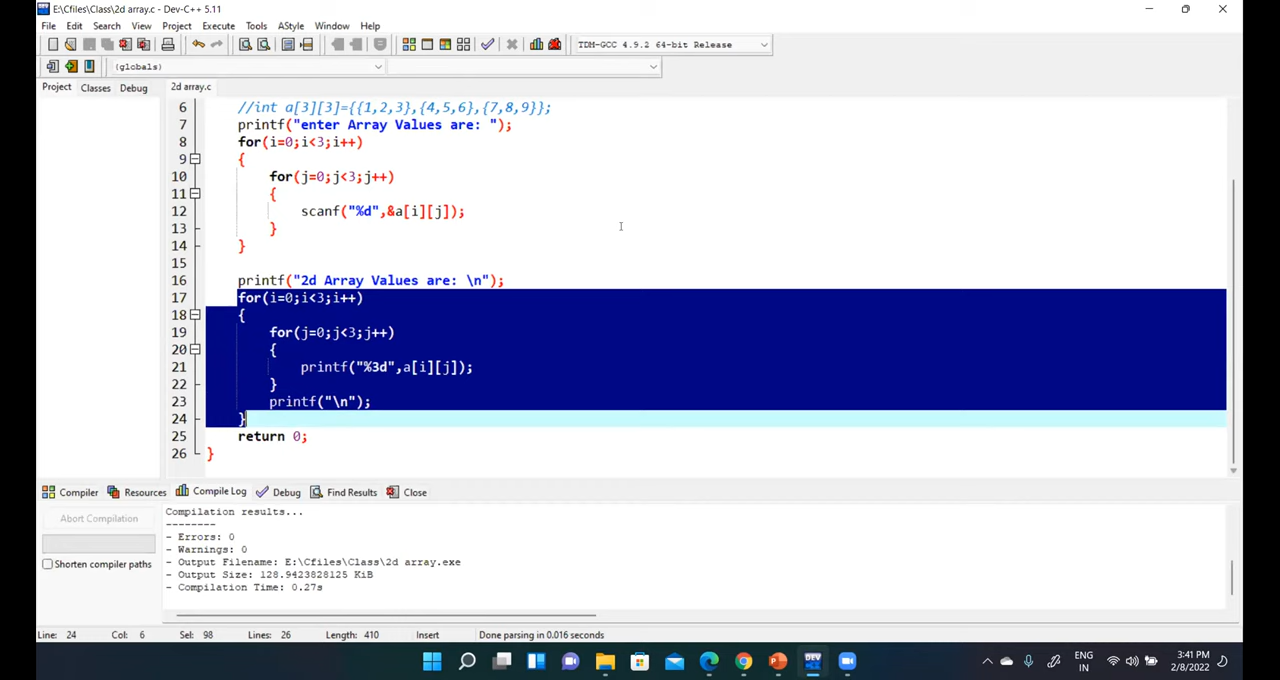 E:\Cfiles\Class\2d array.c - Dev-C++ 5.11
File Edit Search View Project Execute Tools AStyle Window Help
TDM-GCC 4.9.2 64-bit Release
(globals)
Project Classes Debug 2d array.c
6 //int a[3][3]={{1,2,3},{4,5,6},{7,8,9}};
7 printf("enter Array Values are: ");
8 for(i=0;i<3;i++)
9 {
10 for(j=0;j<3;j++)
11 {
12 scanf("%d",&a[i][j]);
13 }
14 }
15
16 printf("2d Array Values are: \n");
17 for(i=0;i<3;i++)
18 {
19 for(j=0;j<3;j++)
20 {
21 printf("%3d",a[i][j]);
22 }
23 printf("\n");
24 }
25 return 0;
26 }
Compiler Resources Compile Log Debug Find Results Close
Abort Compilation
Shorten compiler paths
Compilation results...
--------
- Errors: 0
- Warnings: 0
- Output Filename: E:\Cfiles\Class\2d array.exe
- Output Size: 128.9423828125 KiB
- Compilation Time: 0.27s
Line: 24 Col: 6 Sel: 98 Lines: 26 Length: 410 Insert Done parsing in 0.016 seconds
DEV
ENG
IN
3:41 PM
2/8/2022